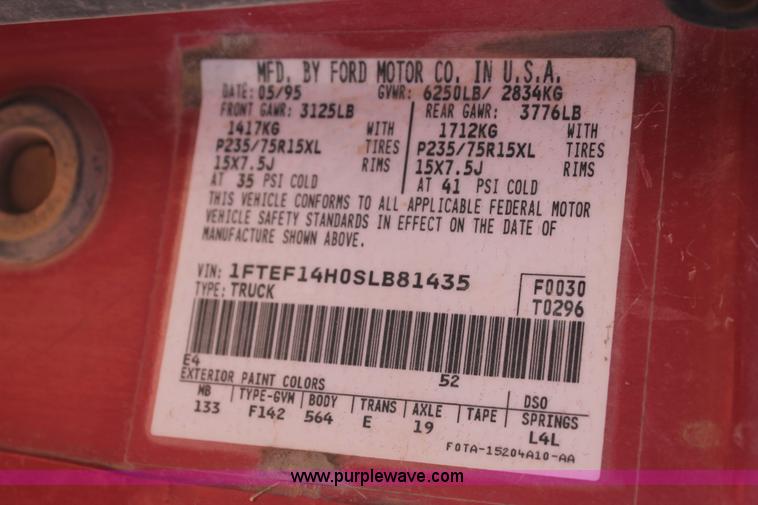 MFD. BY FORD MOTOR CO. IN U.S.A.
DATE: 05/95 GVWR: 6250LB/ 2834KG
FRONT GAWR: 3125LB REAR GAWR: 3776LB
1417KG WITH 1712KG WITH
P235/75R15XL TIRES P235/75R15XL TIRES
15X7.5J RIMS 15X7.5J RIMS
AT 35 PSI COLD AT 41 PSI COLD
THIS VEHICLE CONFORMS TO ALL APPLICABLE FEDERAL MOTOR
VEHICLE SAFETY STANDARDS IN EFFECT ON THE DATE OF
MANUFACTURE SHOWN ABOVE.
VIN: 1FTEF14H0SLB81435 F0030
TYPE: TRUCK T0296
E4 52
EXTERIOR PAINT COLORS DSO
WB TYPE-GVM BODY TRANS AXLE TAPE SPRINGS
133 F142 564 E 19 L4L
F0TA-15204A10-AA
www.purplewave.com